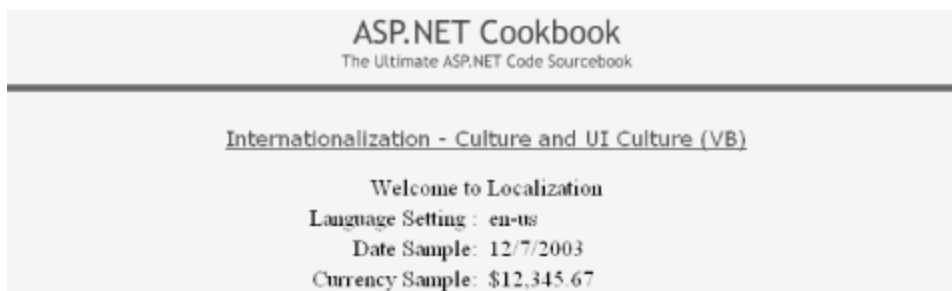 ASP.NET Cookbook
The Ultimate ASP.NET Code Sourcebook
Internationalization - Culture and UI Culture (VB)
Welcome to Localization
Language Setting : en-us
Date Sample: 12/7/2003
Currency Sample: $12,345.67